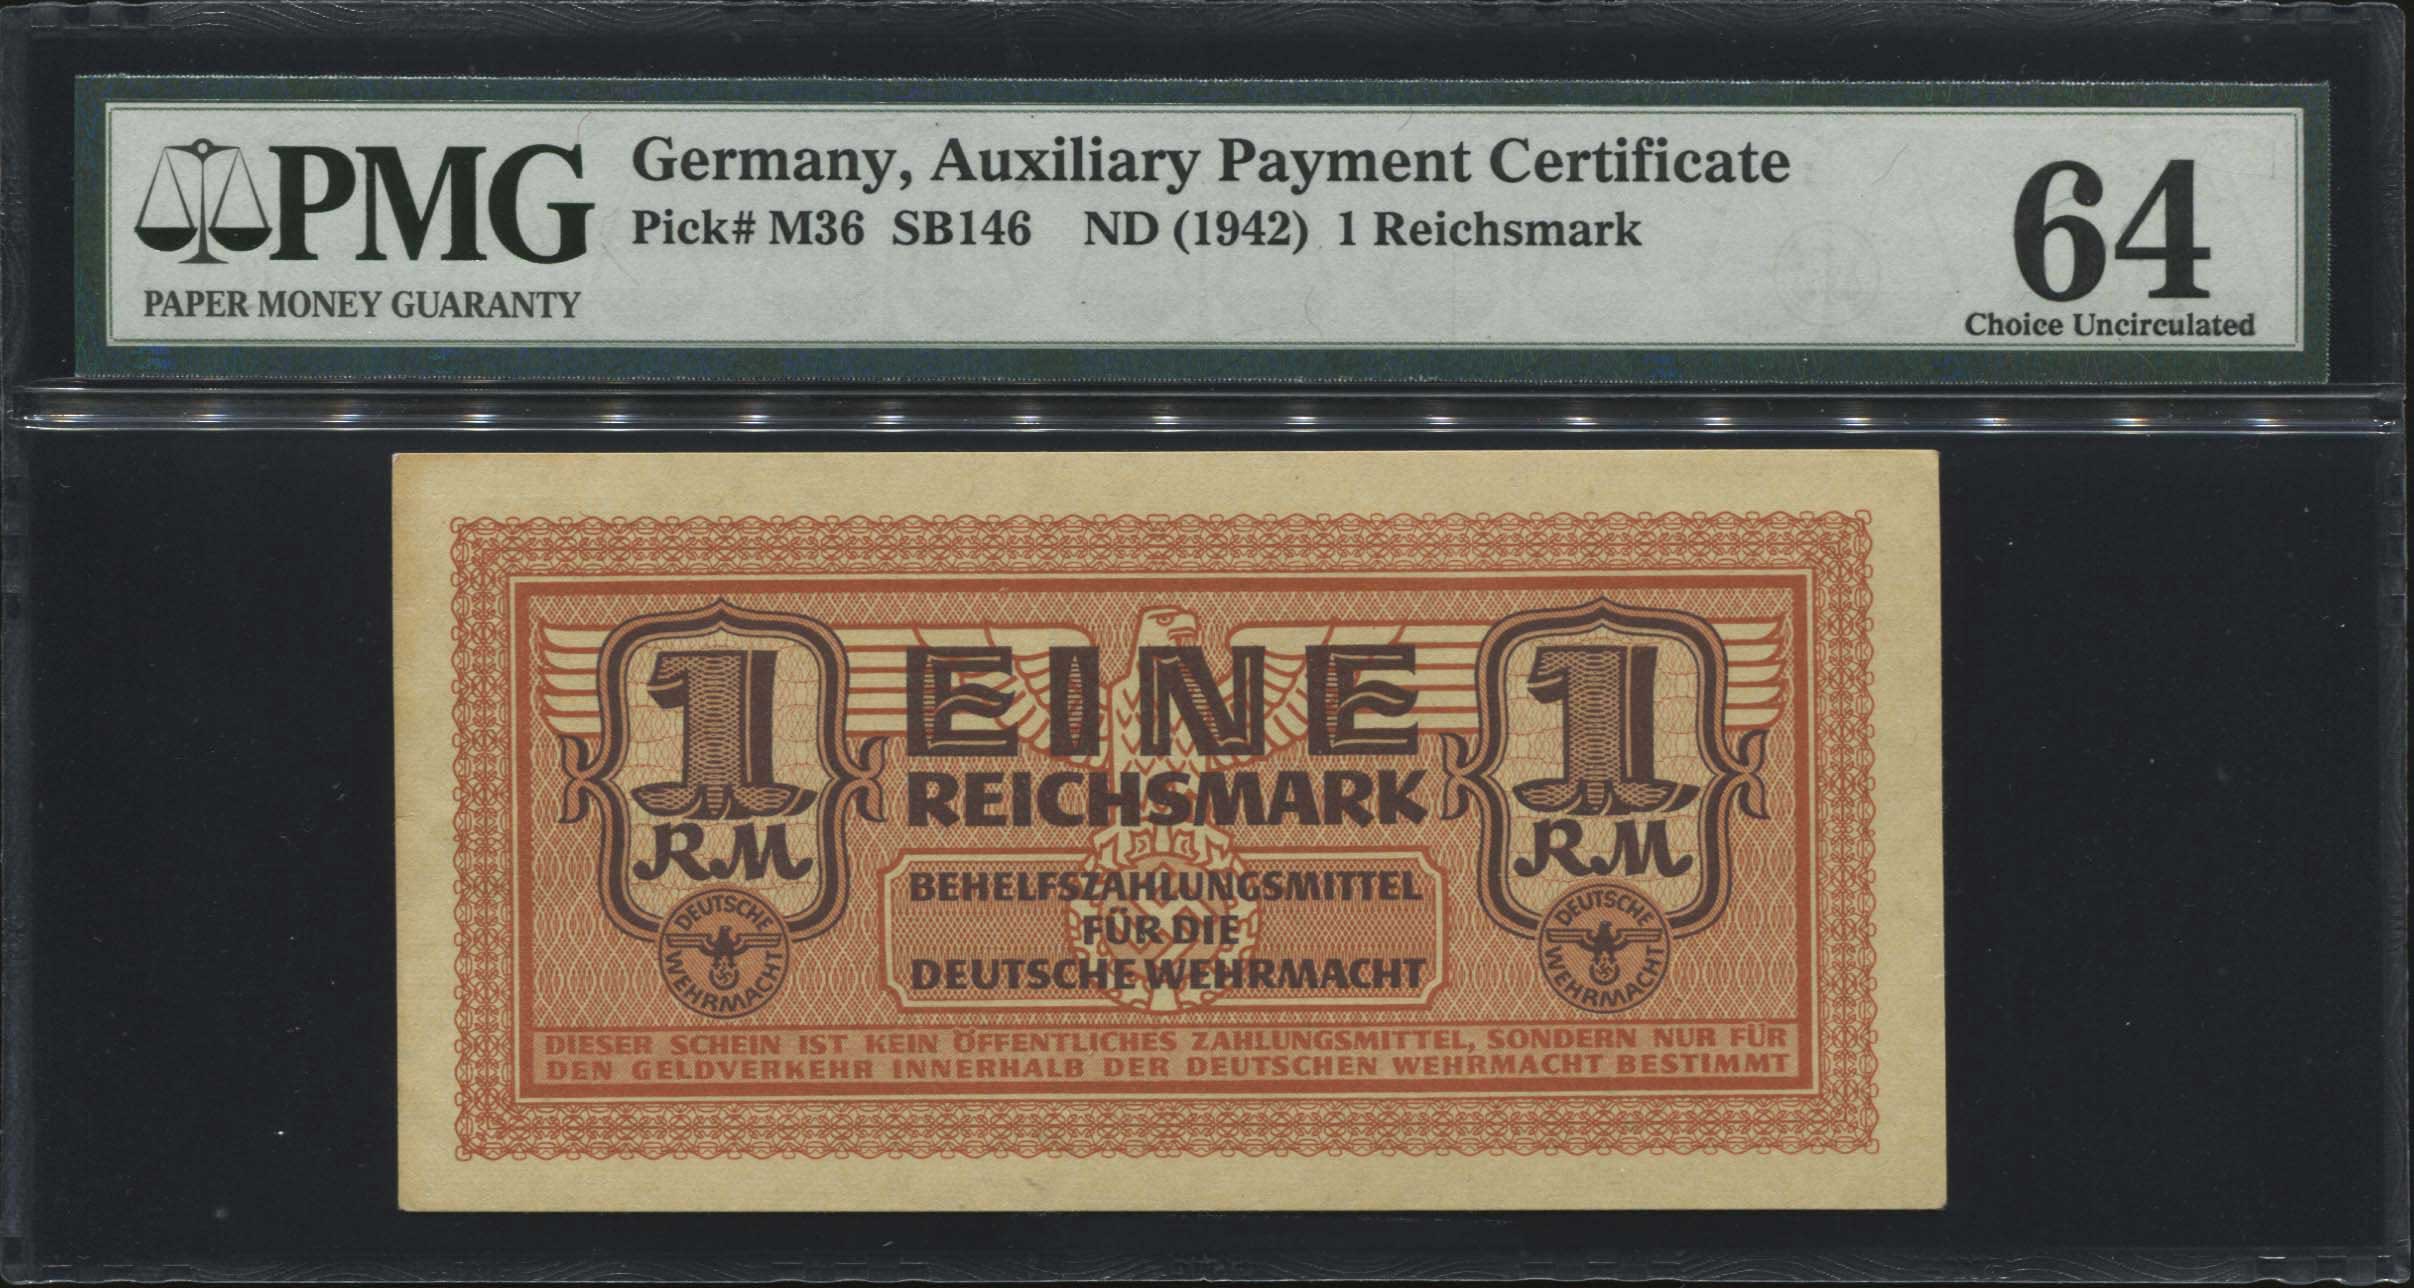 PMG
PAPER MONEY GUARANTY
Germany, Auxiliary Payment Certificate
Pick# M36 SB146 ND (1942) 1 Reichsmark
64
Choice Uncirculated
1
RM
DEUTSCHE WEHRMACHT
EINE
REICHSMARK
BEHELFSZAHLUNGSMITTEL
FÜR DIE
DEUTSCHE WEHRMACHT
1
RM
DEUTSCHE WEHRMACHT
DIESER SCHEIN IST KEIN ÖFFENTLICHES ZAHLUNGSMITTEL, SONDERN NUR FÜR
DEN GELDVERKEHR INNERHALB DER DEUTSCHEN WEHRMACHT BESTIMMT